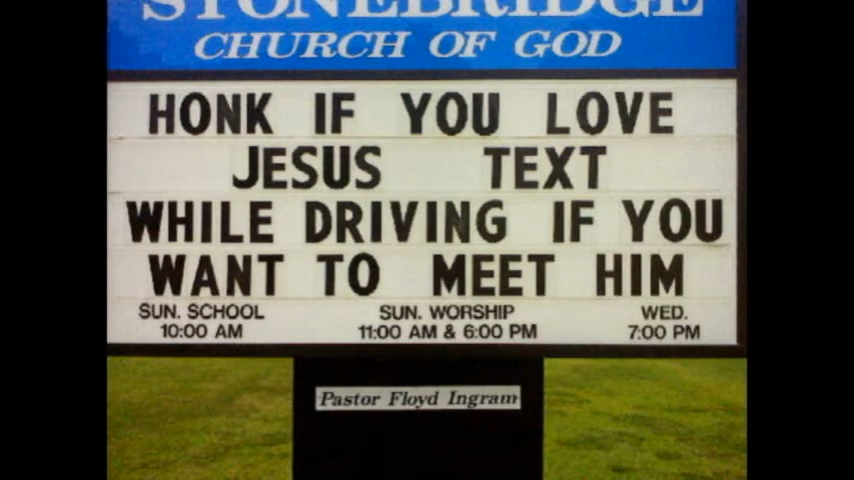 STONEBRIDGE
CHURCH OF GOD
HONK IF YOU LOVE
JESUS TEXT
WHILE DRIVING IF YOU
WANT TO MEET HIM
SUN. SCHOOL SUN. WORSHIP WED.
10:00 AM 11:00 AM & 6:00 PM 7:00 PM
Pastor Floyd Ingram